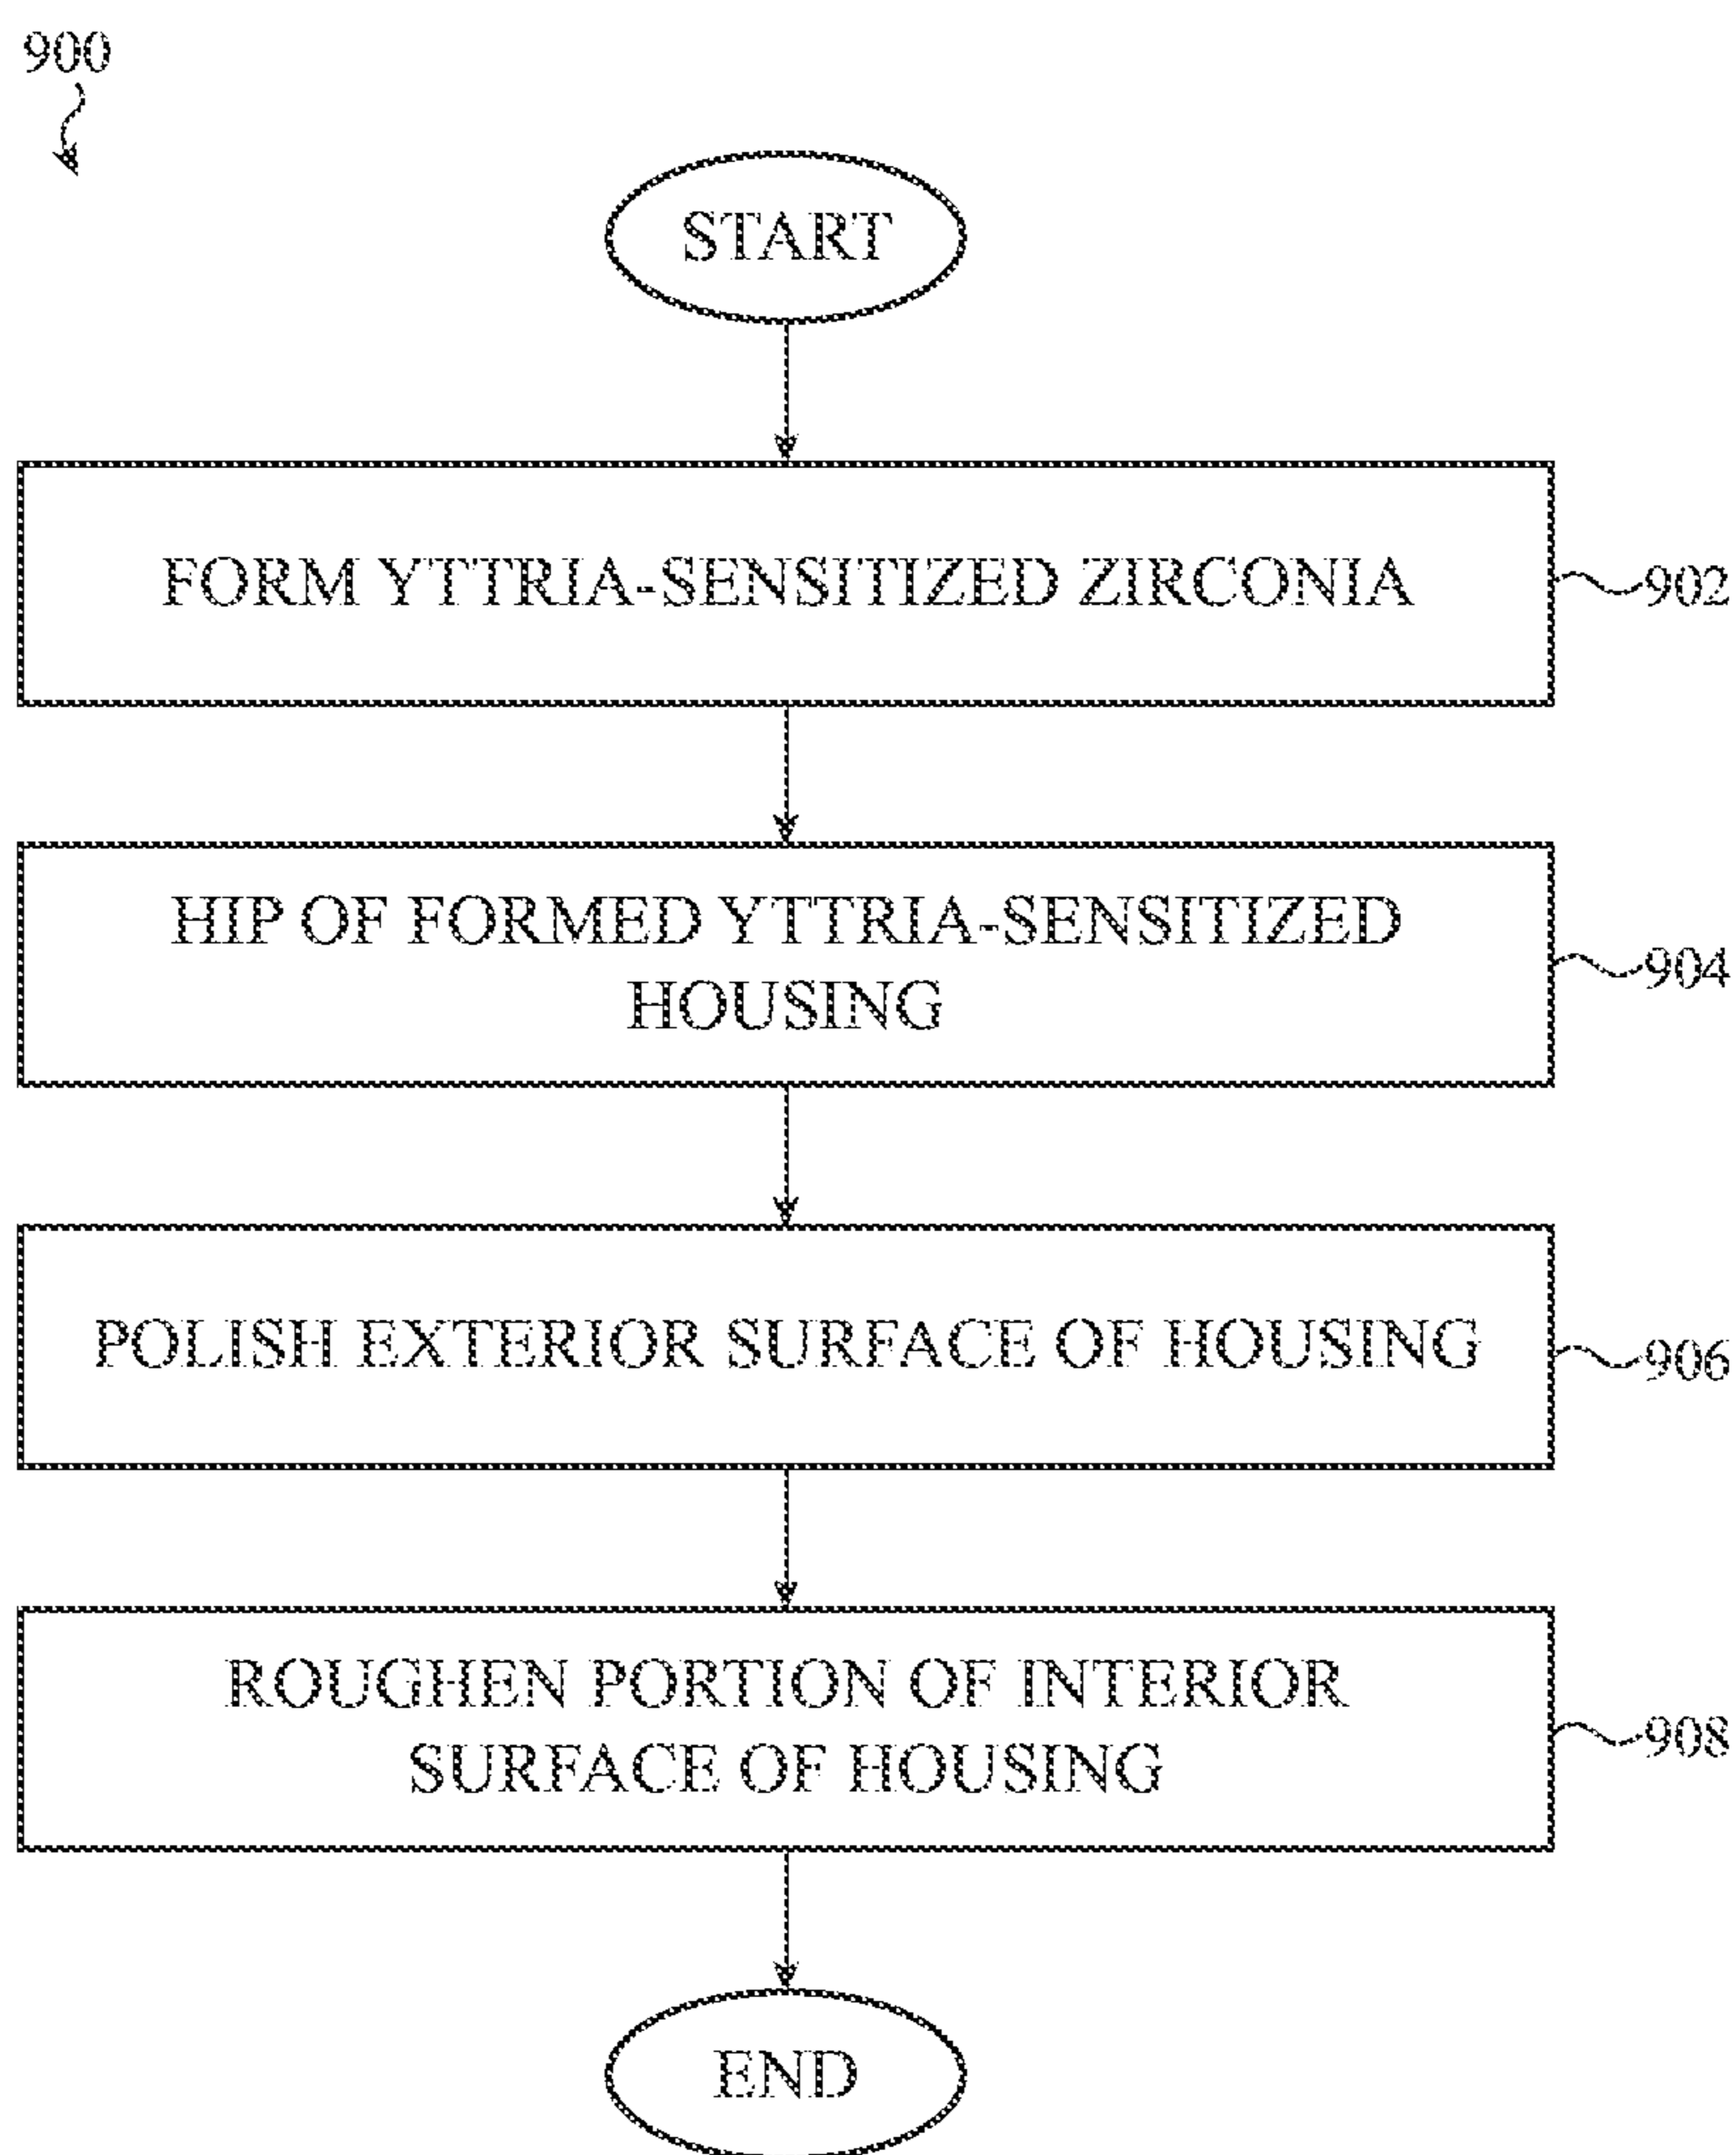 900
START
FORM YTTRIA-SENSITIZED ZIRCONIA
902
HIP OF FORMED YTTRIA-SENSITIZED
HOUSING
904
POLISH EXTERIOR SURFACE OF HOUSING
906
ROUGHEN PORTION OF INTERIOR
SURFACE OF HOUSING
908
END